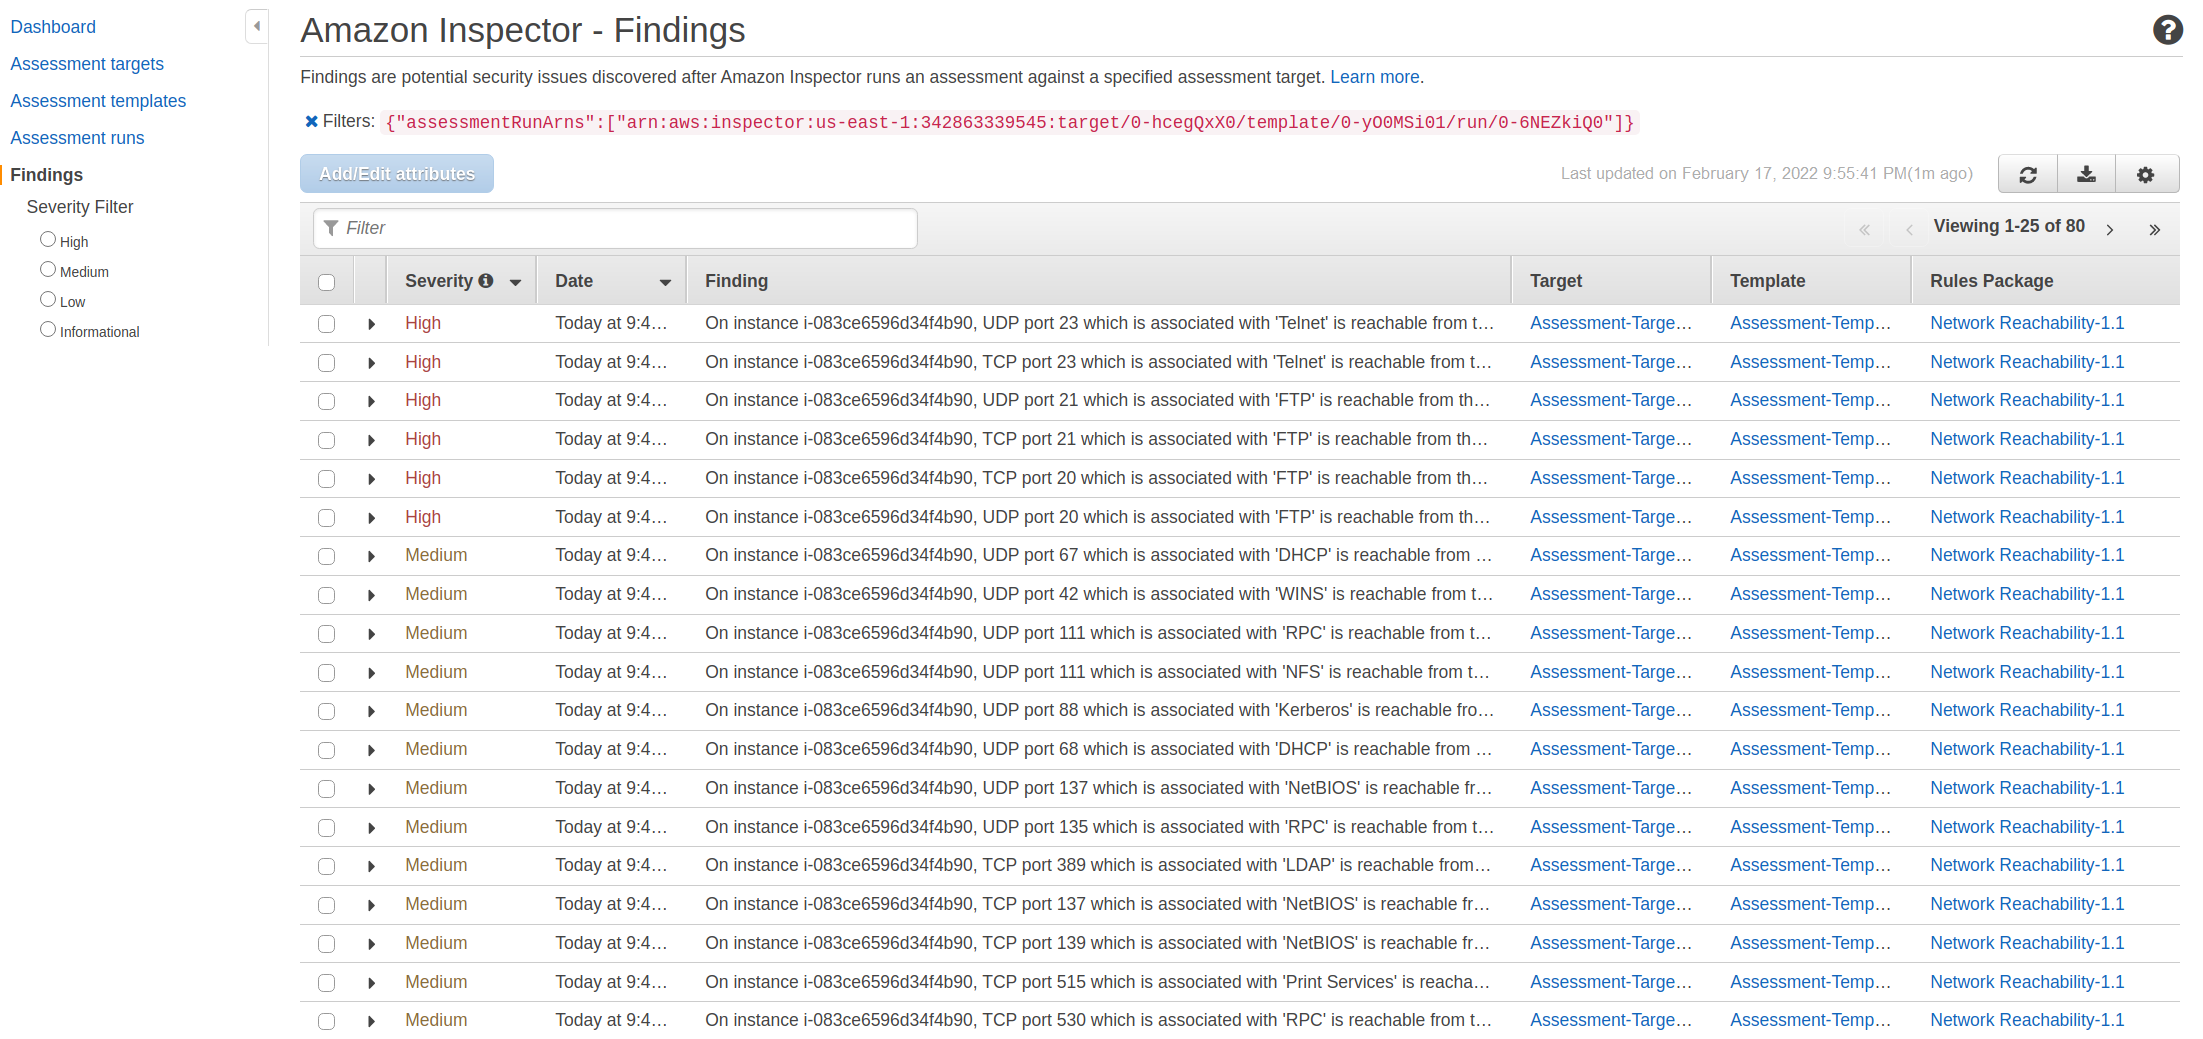 Dashboard
Assessment targets
Assessment templates
Assessment runs
Findings
Severity Filter
High
Medium
Low
Informational
Amazon Inspector - Findings
Findings are potential security issues discovered after Amazon Inspector runs an assessment against a specified assessment target. Learn more.
Filters: {"assessmentRunArns":["arn:aws:inspector:us-east-1:342863339545:target/0-hcegQxX0/template/0-yO0MSi01/run/0-6NEZkiQ0"]}
Add/Edit attributes Last updated on February 17, 2022 9:55:41 PM(1m ago)
Filter « ‹ Viewing 1-25 of 80 › »
Severity Date Finding Target Template Rules Package
High Today at 9:4… On instance i-083ce6596d34f4b90, UDP port 23 which is associated with 'Telnet' is reachable from t… Assessment-Targe… Assessment-Temp… Network Reachability-1.1
High Today at 9:4… On instance i-083ce6596d34f4b90, TCP port 23 which is associated with 'Telnet' is reachable from t… Assessment-Targe… Assessment-Temp… Network Reachability-1.1
High Today at 9:4… On instance i-083ce6596d34f4b90, UDP port 21 which is associated with 'FTP' is reachable from th… Assessment-Targe… Assessment-Temp… Network Reachability-1.1
High Today at 9:4… On instance i-083ce6596d34f4b90, TCP port 21 which is associated with 'FTP' is reachable from th… Assessment-Targe… Assessment-Temp… Network Reachability-1.1
High Today at 9:4… On instance i-083ce6596d34f4b90, TCP port 20 which is associated with 'FTP' is reachable from th… Assessment-Targe… Assessment-Temp… Network Reachability-1.1
High Today at 9:4… On instance i-083ce6596d34f4b90, UDP port 20 which is associated with 'FTP' is reachable from th… Assessment-Targe… Assessment-Temp… Network Reachability-1.1
Medium Today at 9:4… On instance i-083ce6596d34f4b90, UDP port 67 which is associated with 'DHCP' is reachable from … Assessment-Targe… Assessment-Temp… Network Reachability-1.1
Medium Today at 9:4… On instance i-083ce6596d34f4b90, UDP port 42 which is associated with 'WINS' is reachable from t… Assessment-Targe… Assessment-Temp… Network Reachability-1.1
Medium Today at 9:4… On instance i-083ce6596d34f4b90, UDP port 111 which is associated with 'RPC' is reachable from t… Assessment-Targe… Assessment-Temp… Network Reachability-1.1
Medium Today at 9:4… On instance i-083ce6596d34f4b90, UDP port 111 which is associated with 'NFS' is reachable from t… Assessment-Targe… Assessment-Temp… Network Reachability-1.1
Medium Today at 9:4… On instance i-083ce6596d34f4b90, UDP port 88 which is associated with 'Kerberos' is reachable fro… Assessment-Targe… Assessment-Temp… Network Reachability-1.1
Medium Today at 9:4… On instance i-083ce6596d34f4b90, UDP port 68 which is associated with 'DHCP' is reachable from … Assessment-Targe… Assessment-Temp… Network Reachability-1.1
Medium Today at 9:4… On instance i-083ce6596d34f4b90, UDP port 137 which is associated with 'NetBIOS' is reachable fr… Assessment-Targe… Assessment-Temp… Network Reachability-1.1
Medium Today at 9:4… On instance i-083ce6596d34f4b90, UDP port 135 which is associated with 'RPC' is reachable from t… Assessment-Targe… Assessment-Temp… Network Reachability-1.1
Medium Today at 9:4… On instance i-083ce6596d34f4b90, TCP port 389 which is associated with 'LDAP' is reachable from… Assessment-Targe… Assessment-Temp… Network Reachability-1.1
Medium Today at 9:4… On instance i-083ce6596d34f4b90, TCP port 137 which is associated with 'NetBIOS' is reachable fr… Assessment-Targe… Assessment-Temp… Network Reachability-1.1
Medium Today at 9:4… On instance i-083ce6596d34f4b90, TCP port 139 which is associated with 'NetBIOS' is reachable fr… Assessment-Targe… Assessment-Temp… Network Reachability-1.1
Medium Today at 9:4… On instance i-083ce6596d34f4b90, TCP port 515 which is associated with 'Print Services' is reacha… Assessment-Targe… Assessment-Temp… Network Reachability-1.1
Medium Today at 9:4… On instance i-083ce6596d34f4b90, TCP port 530 which is associated with 'RPC' is reachable from t… Assessment-Targe… Assessment-Temp… Network Reachability-1.1